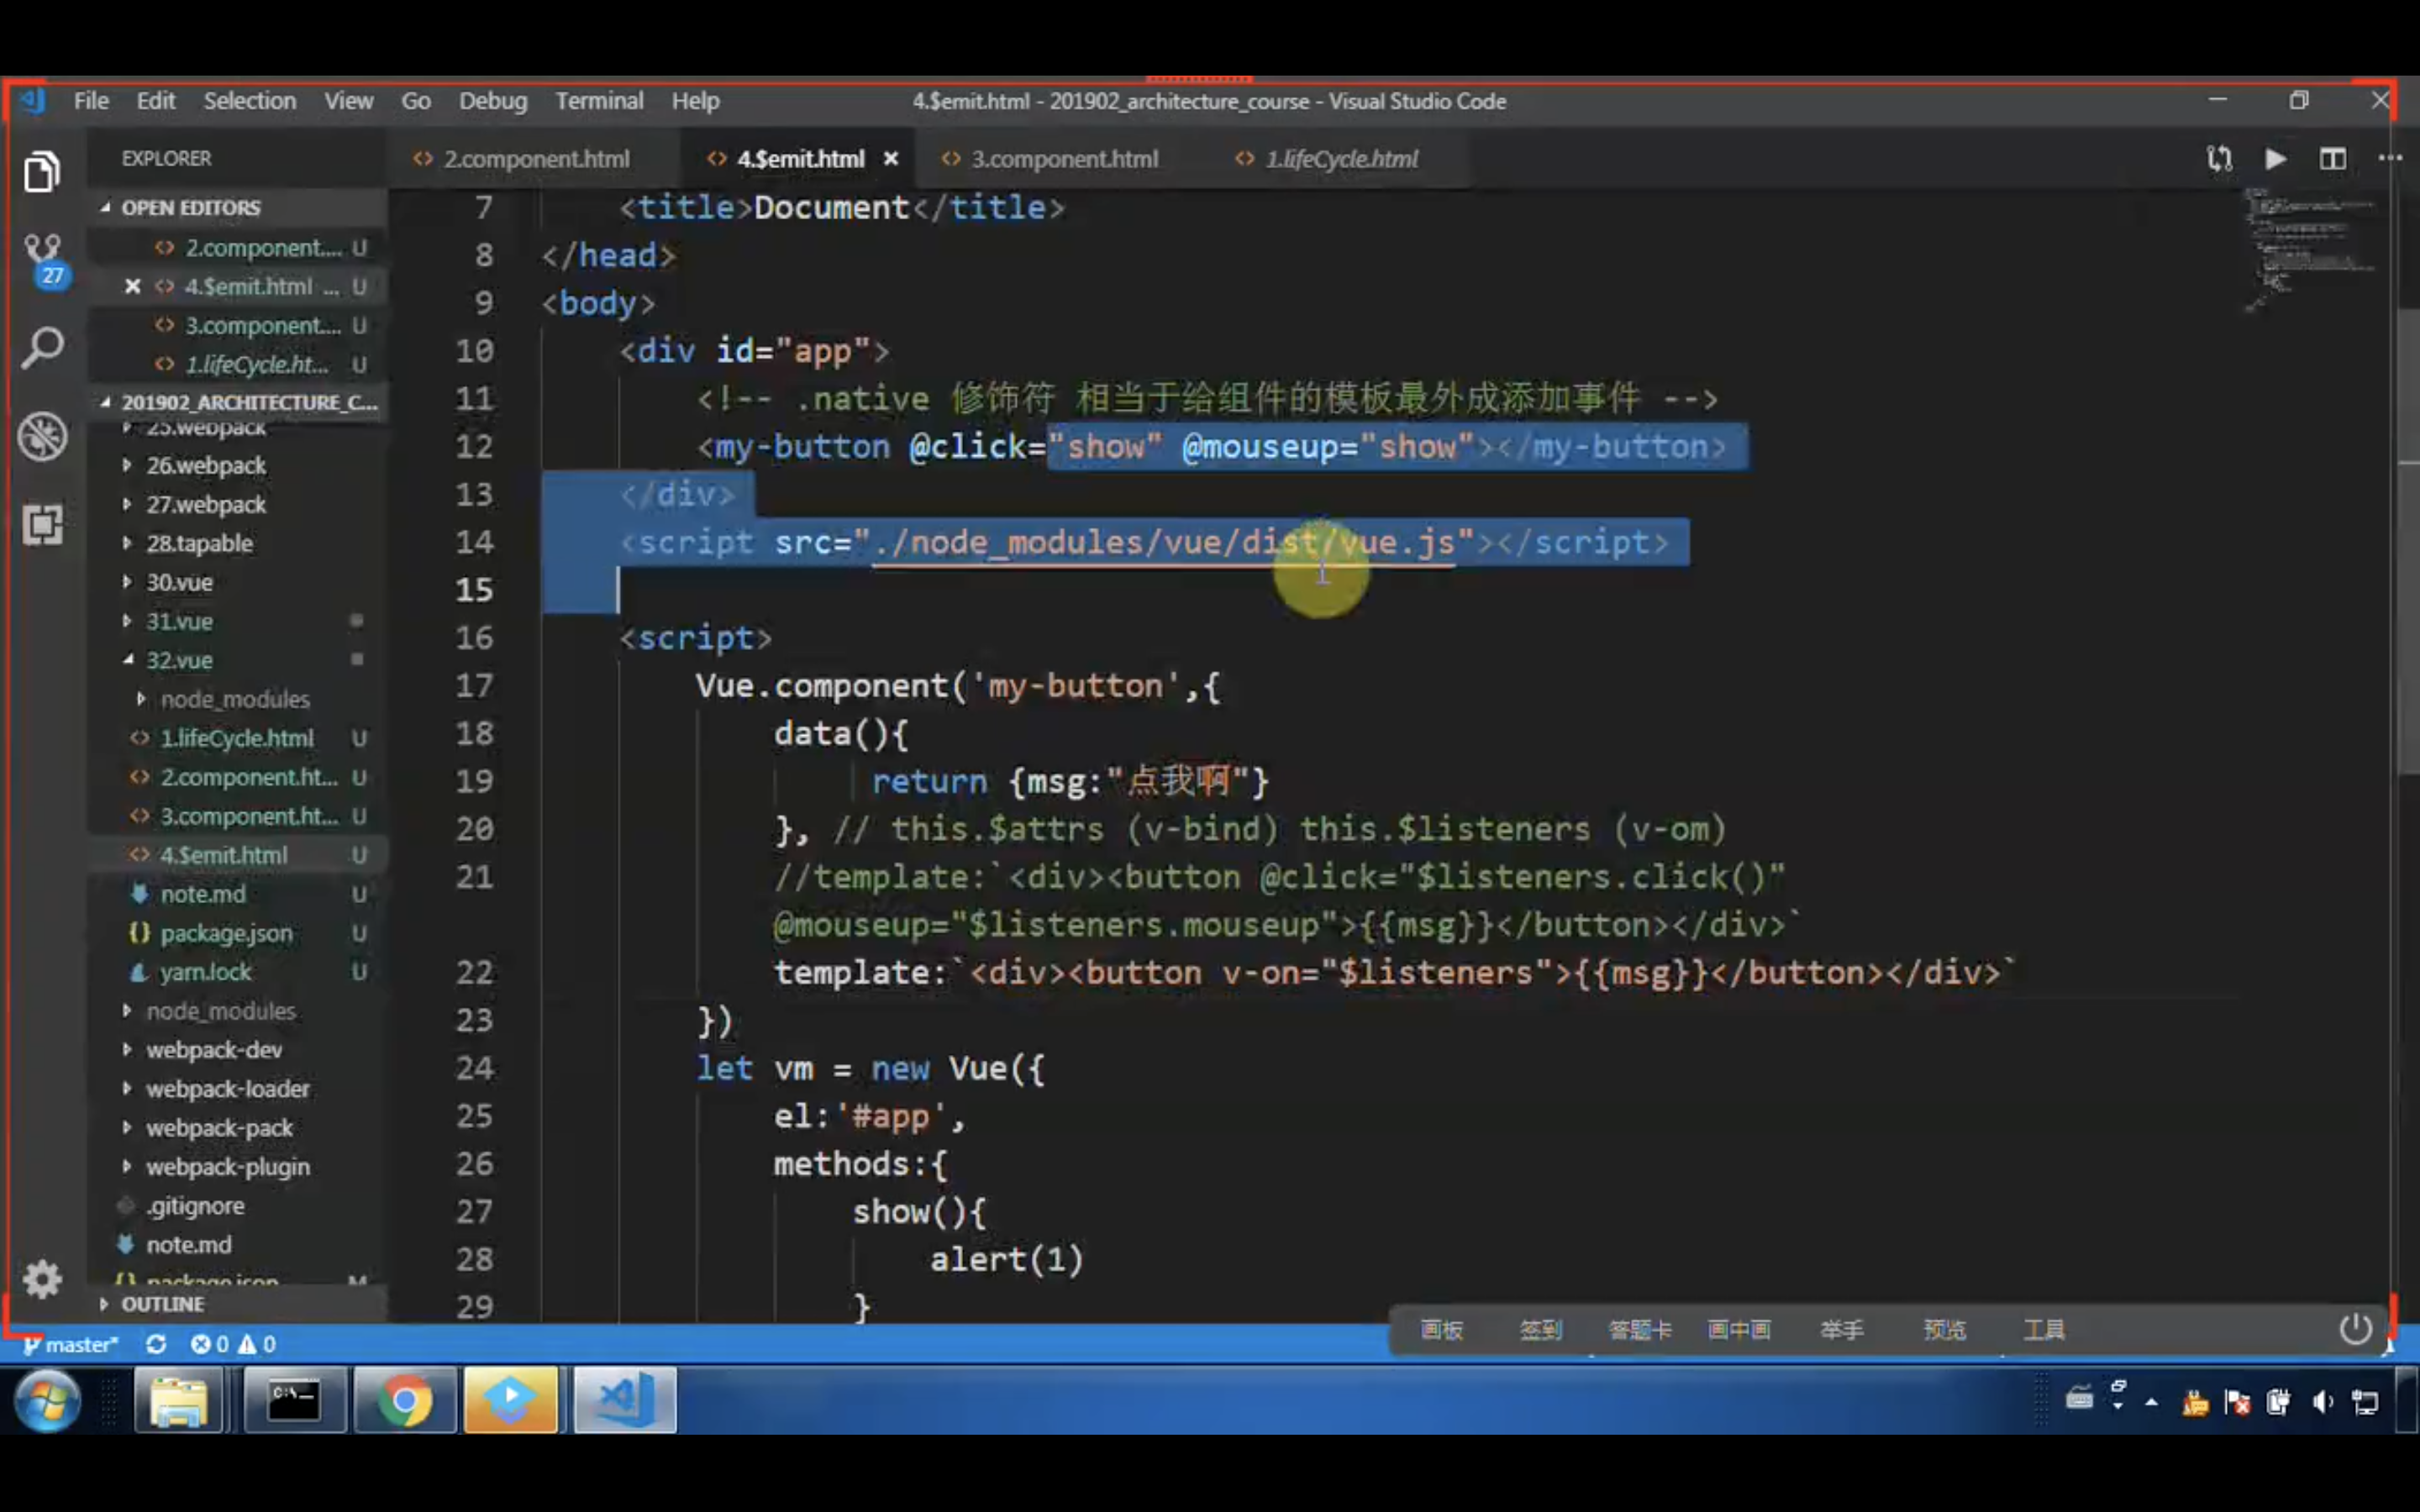 File Edit Selection View Go Debug Terminal Help
4.$emit.html - 201902_architecture_course - Visual Studio Code
EXPLORER
2.component.html
4.$emit.html
3.component.html
1.lifeCycle.html
OPEN EDITORS
2.component.... U
4.$emit.html ... U
3.component.... U
1.lifeCycle.ht... U
27
201902_ARCHITECTURE_C...
25.webpack
26.webpack
27.webpack
28.tapable
30.vue
31.vue
32.vue
node_modules
1.lifeCycle.html U
2.component.ht... U
3.component.ht... U
4.$emit.html U
note.md U
package.json U
yarn.lock U
node_modules
webpack-dev
webpack-loader
webpack-pack
webpack-plugin
.gitignore
note.md
package.json M
OUTLINE
7 <title>Document</title>
8 </head>
9 <body>
10 <div id="app">
11 <!-- .native 修饰符 相当于给组件的模板最外成添加事件 -->
12 <my-button @click="show" @mouseup="show"></my-button>
13 </div>
14 <script src="./node_modules/vue/dist/vue.js"></script>
15
16 <script>
17 Vue.component('my-button',{
18 data(){
19 return {msg:"点我啊"}
20 }, // this.$attrs (v-bind) this.$listeners (v-om)
21 //template:`<div><button @click="$listeners.click()"
@mouseup="$listeners.mouseup">{{msg}}</button></div>`
22 template:`<div><button v-on="$listeners">{{msg}}</button></div>`
23 })
24 let vm = new Vue({
25 el:'#app',
26 methods:{
27 show(){
28 alert(1)
29 }
master* 0 0
画板 签到 答题卡 画中画 举手 预览 工具
C:\_